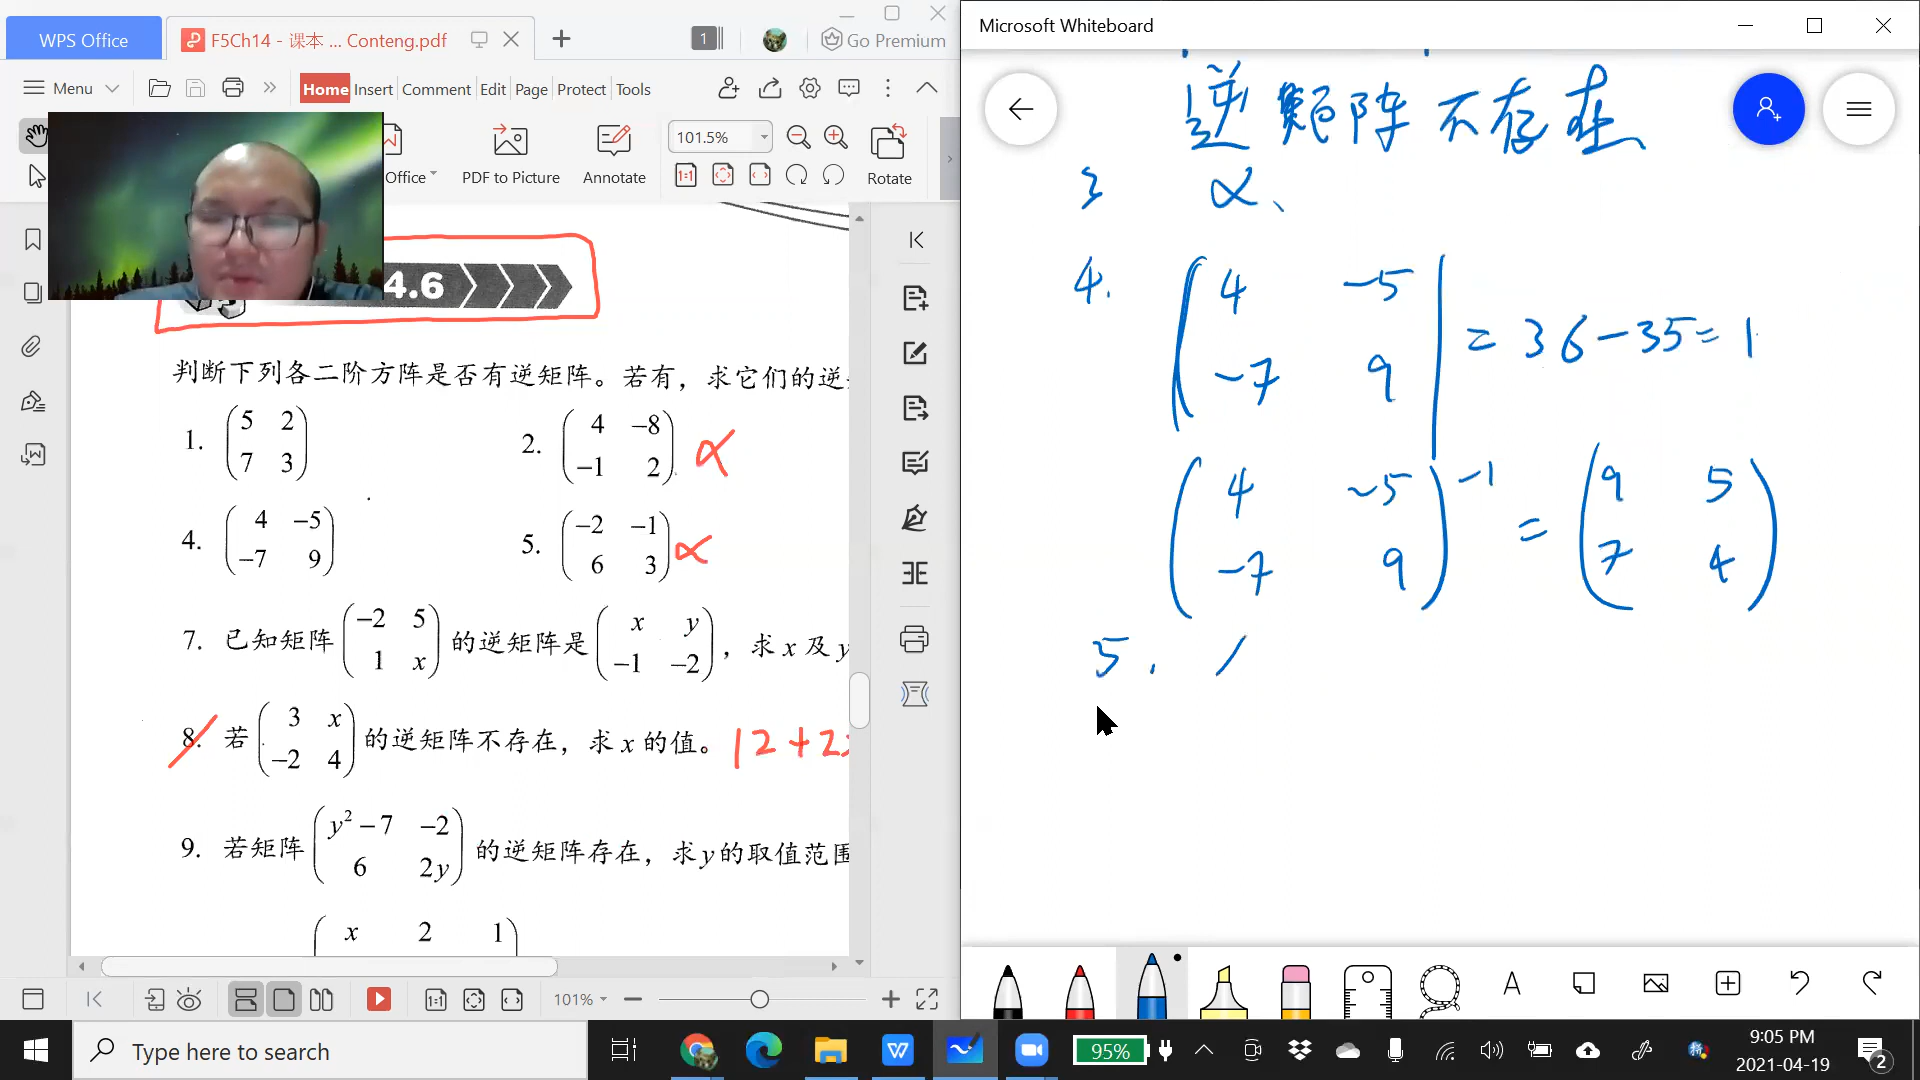 WPS Office
F5Ch14 - 课本 ... Conteng.pdf
1
Go Premium
Menu
Home Insert Comment Edit Page Protect Tools
Office
PDF to Picture
Annotate
101.5%
1:1
Rotate
4.6
判断下列各二阶方阵是否有逆矩阵。若有，求它们的逆
1. (5 2
7 3)
2. (4 −8
−1 2) α
4. (4 −5
−7 9)
5. (−2 −1
6 3) α
7. 已知矩阵 (−2 5
1 x) 的逆矩阵是 (x y
−1 −2)，求 x 及 y
8. 若 (3 x
−2 4) 的逆矩阵不存在，求 x 的值。 12+2
9. 若矩阵 (y² − 7 −2
6 2y) 的逆矩阵存在，求y的取值范围
x 2 1
1:1
101%
Microsoft Whiteboard
逆矩阵不存在
3 α、
4. |4 −5
−7 9| = 36−35=1
(4 −5
−7 9)−1 = (9 5
7 4)
5.
Type here to search
95%
9:05 PM
2021-04-19
2